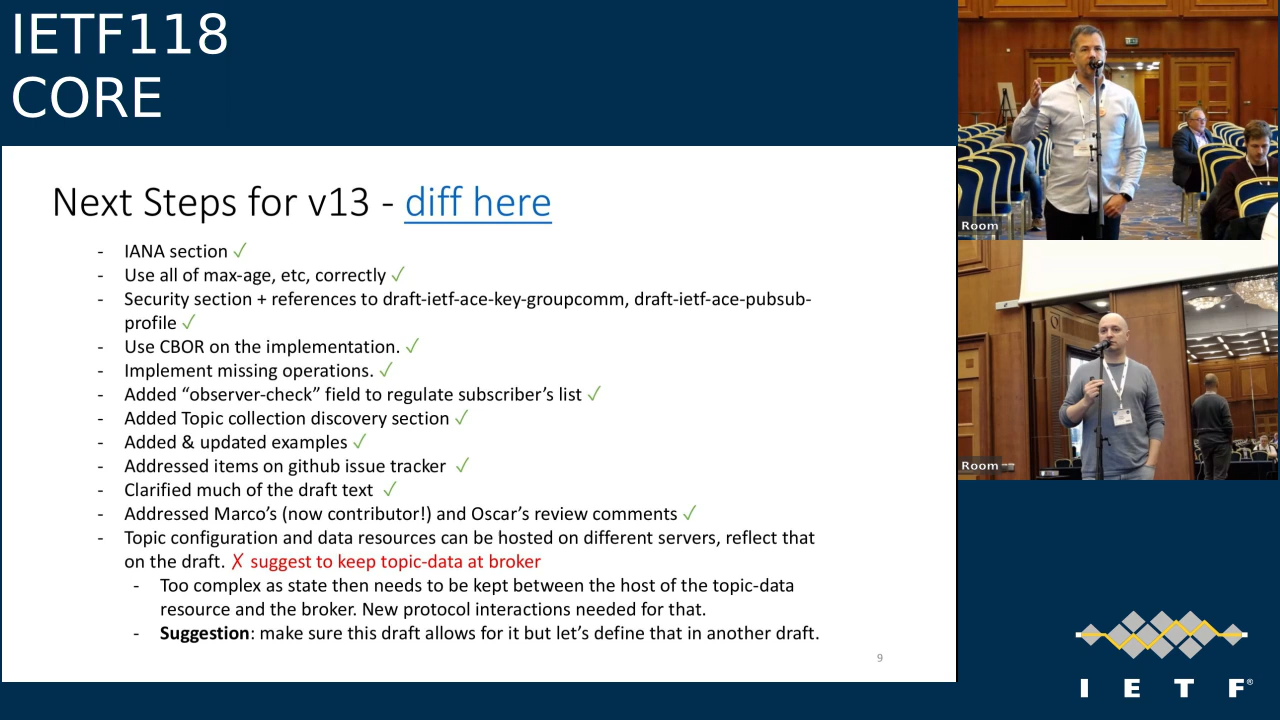 IETF118
CORE
Next Steps for v13 - diff here
- IANA section ✓
- Use all of max-age, etc, correctly ✓
- Security section + references to draft-ietf-ace-key-groupcomm, draft-ietf-ace-pubsub-
profile ✓
- Use CBOR on the implementation. ✓
- Implement missing operations. ✓
- Added “observer-check” field to regulate subscriber’s list ✓
- Added Topic collection discovery section ✓
- Added & updated examples ✓
- Addressed items on github issue tracker ✓
- Clarified much of the draft text ✓
- Addressed Marco’s (now contributor!) and Oscar’s review comments ✓
- Topic configuration and data resources can be hosted on different servers, reflect that
on the draft. ✗ suggest to keep topic-data at broker
- Too complex as state then needs to be kept between the host of the topic-data
resource and the broker. New protocol interactions needed for that.
- Suggestion: make sure this draft allows for it but let’s define that in another draft.
9
Room
Room
I E T F®